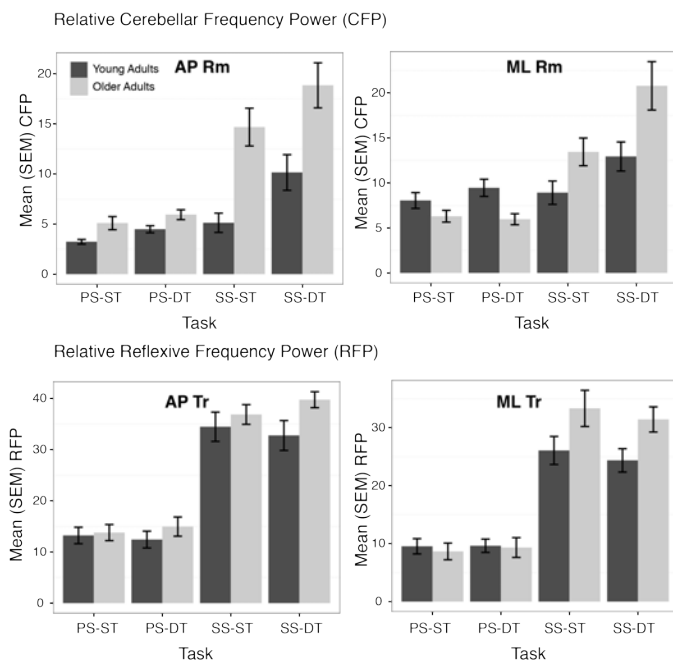 Relative Cerebellar Frequency Power (CFP)
Young Adults
Older Adults
AP Rm
Mean (SEM) CFP
20
15
10
5
0
PS-ST PS-DT SS-ST SS-DT
Task
ML Rm
Mean (SEM) CFP
20
15
10
5
0
PS-ST PS-DT SS-ST SS-DT
Task
Relative Reflexive Frequency Power (RFP)
AP Tr
Mean (SEM) RFP
40
30
20
10
0
PS-ST PS-DT SS-ST SS-DT
Task
ML Tr
Mean (SEM) RFP
30
20
10
0
PS-ST PS-DT SS-ST SS-DT
Task